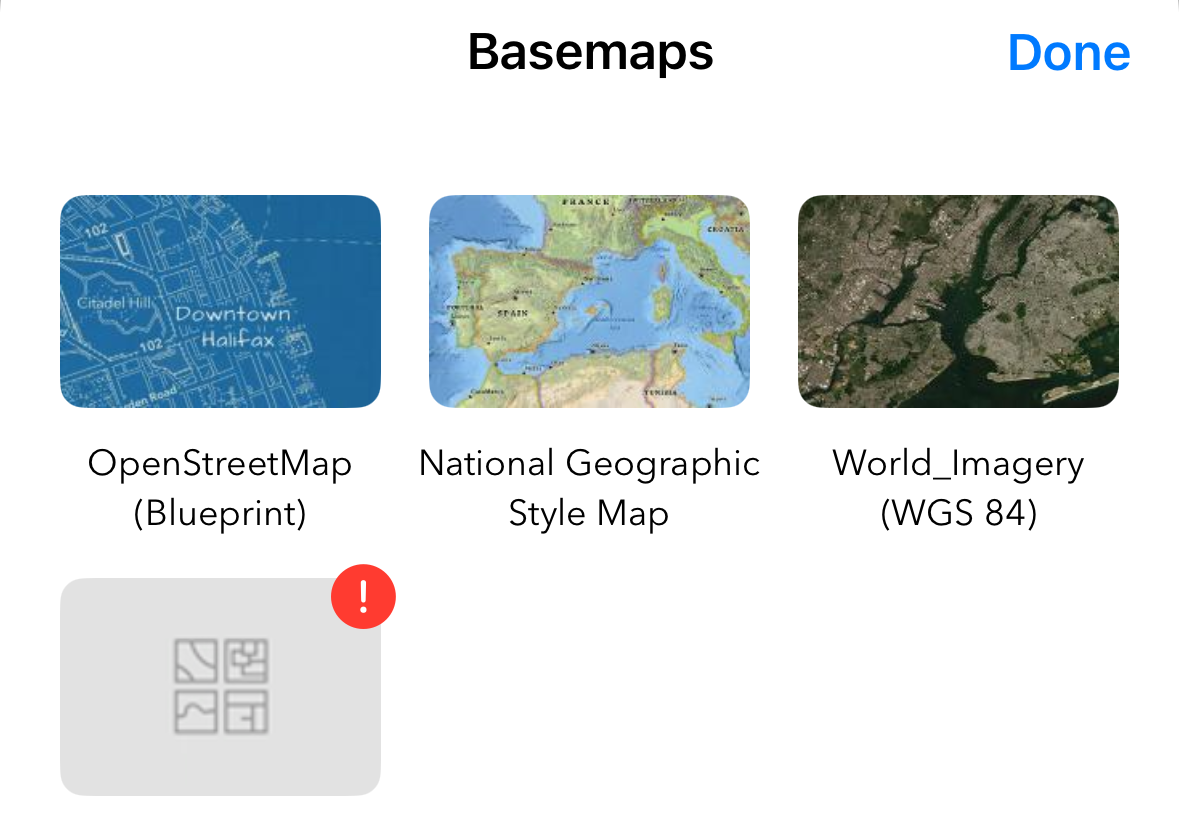 Basemaps
Done
102
Citadel Hill
Downtown
Halifax
102
den Road
FRANCE
CROATIA
PORTUGAL
SPAIN
Casablanca
TUNISIA
OpenStreetMap
(Blueprint)
National Geographic
Style Map
World_Imagery
(WGS 84)
!